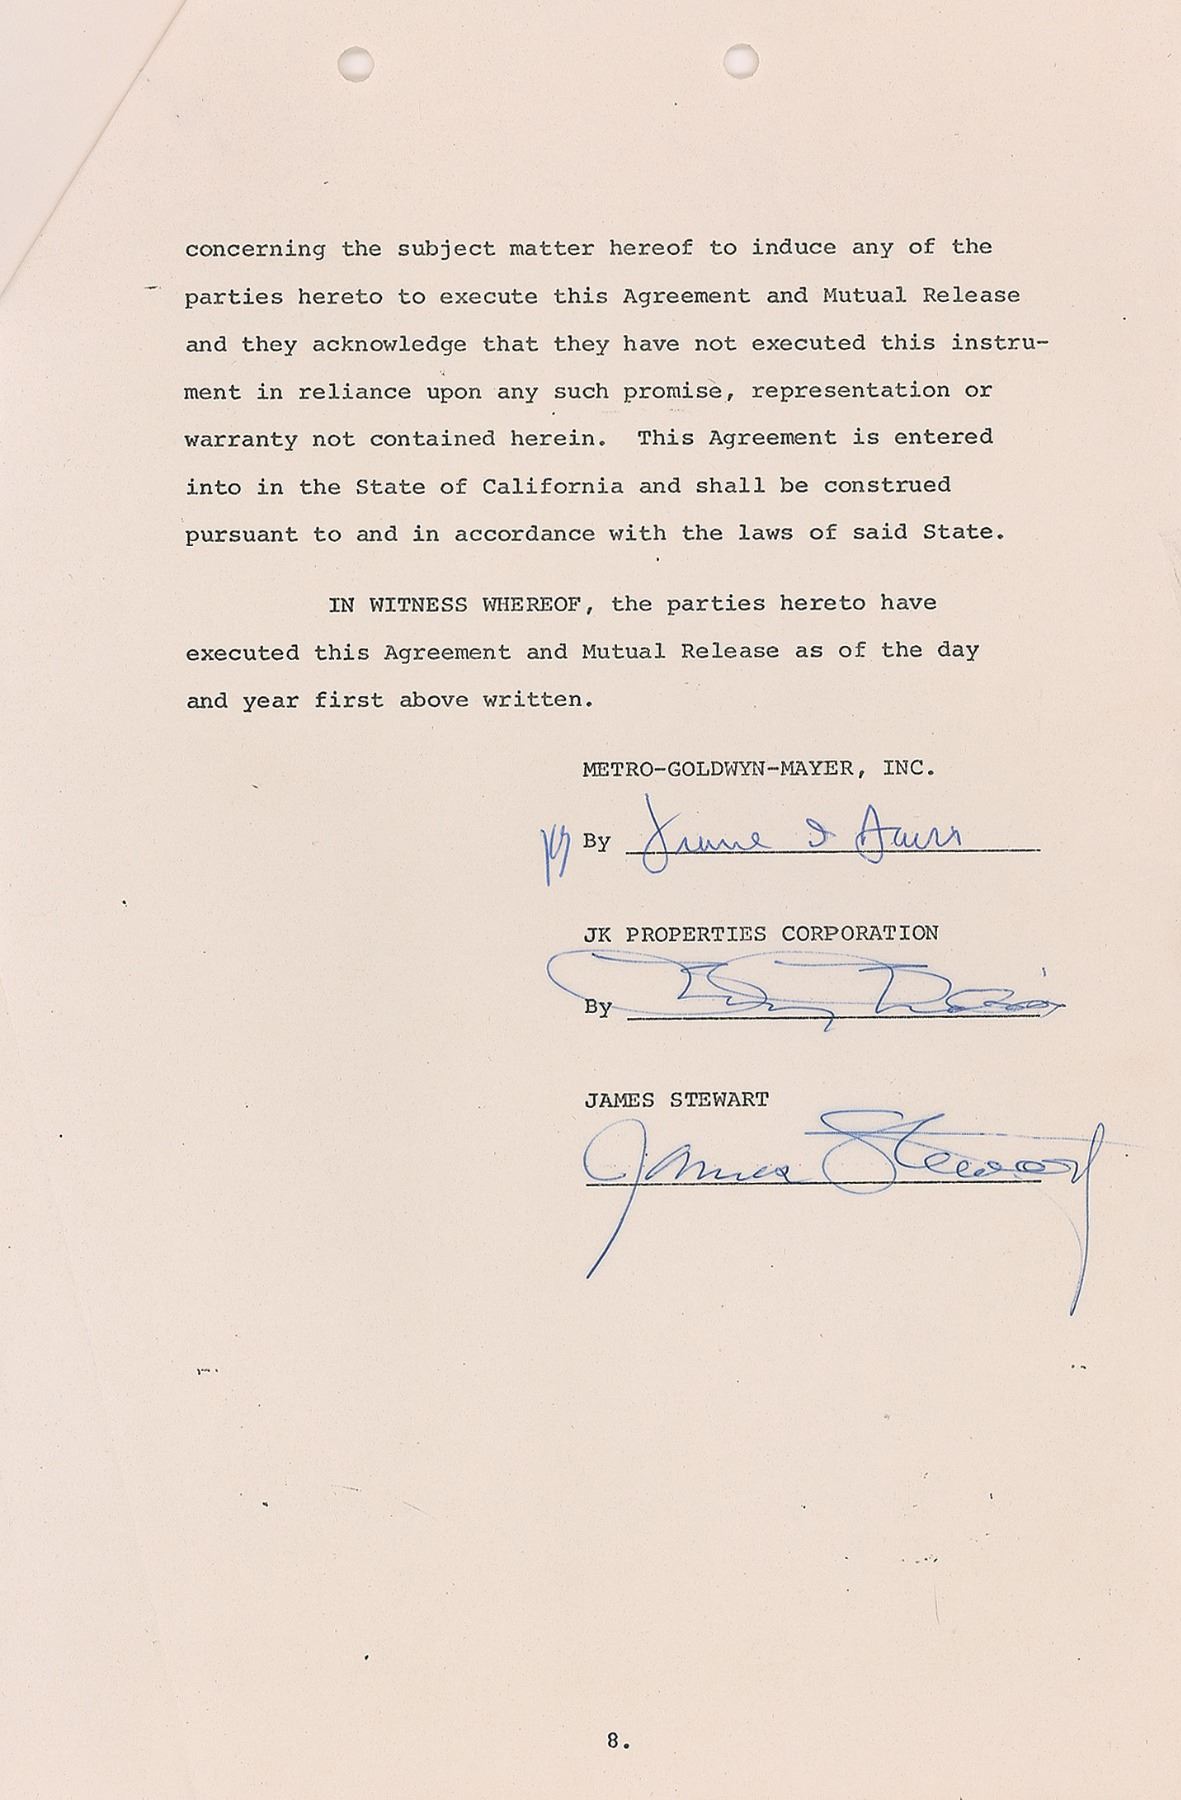 concerning the subject matter hereof to induce any of the
parties hereto to execute this Agreement and Mutual Release
and they acknowledge that they have not executed this instru-
ment in reliance upon any such promise, representation or
warranty not contained herein.  This Agreement is entered
into in the State of California and shall be construed
pursuant to and in accordance with the laws of said State.
IN WITNESS WHEREOF, the parties hereto have
executed this Agreement and Mutual Release as of the day
and year first above written.
METRO-GOLDWYN-MAYER, INC.
By
JK PROPERTIES CORPORATION
By
JAMES STEWART
James Stewart
8.